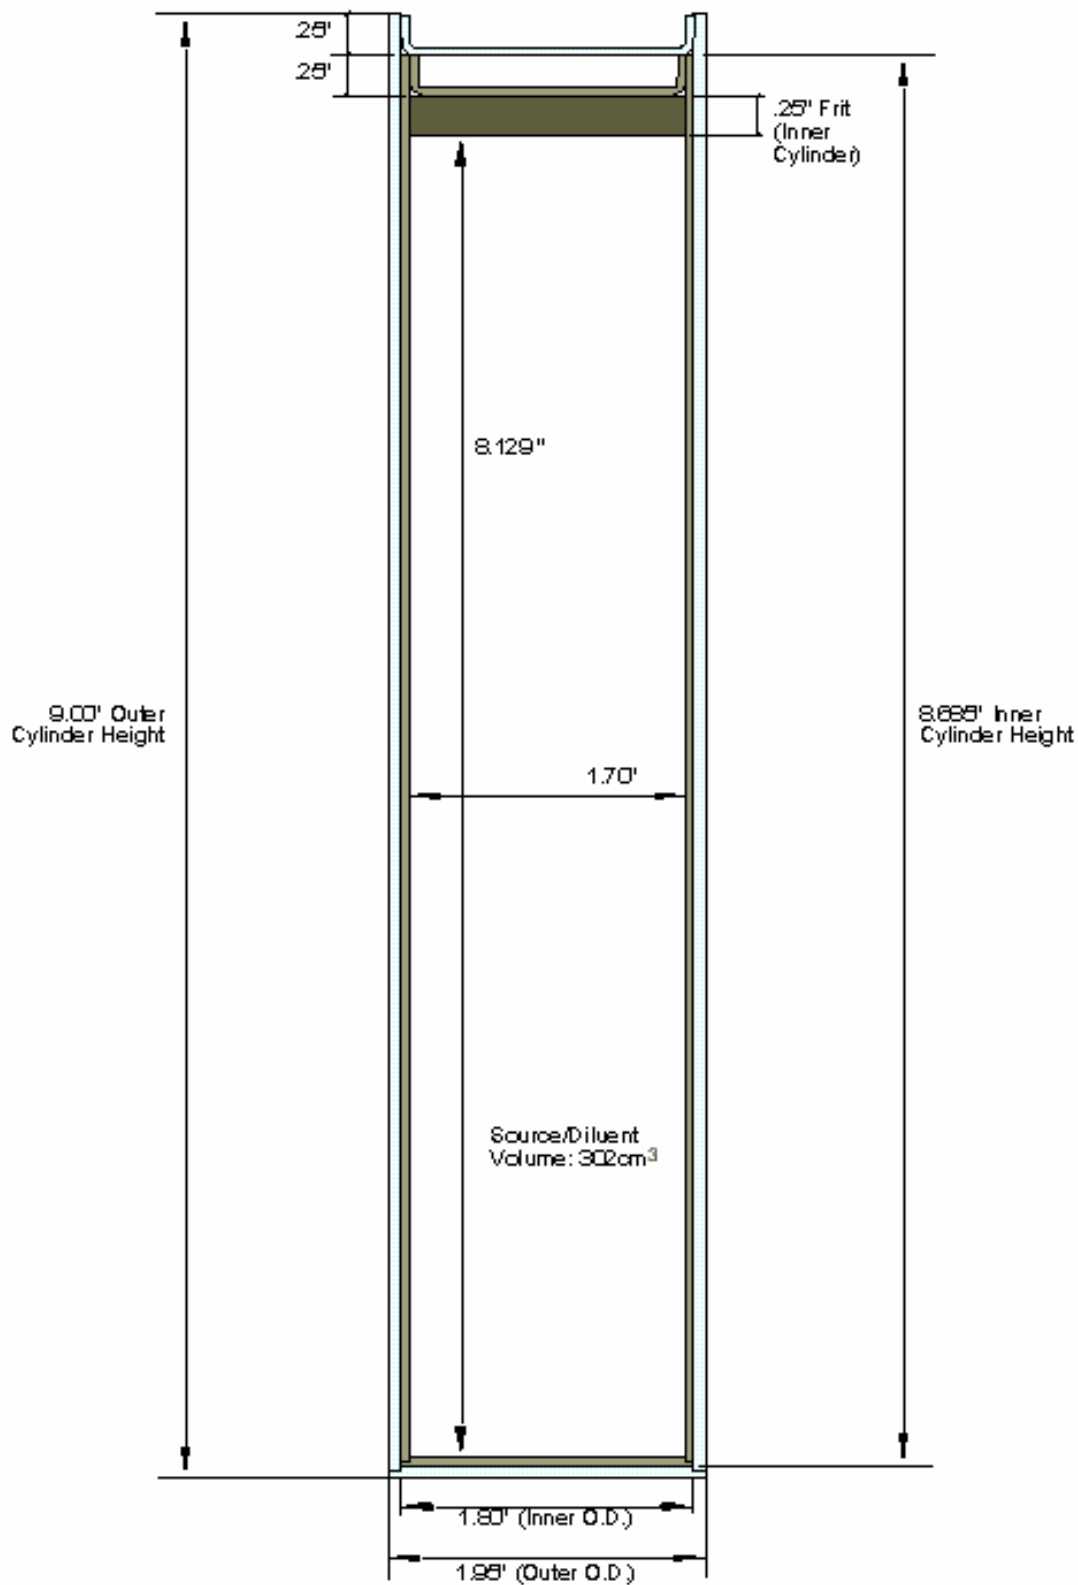 .25"
.25"
.25" Frit
(Inner
Cylinder)
8.129"
9.00" Outer
Cylinder Height
8.685" Inner
Cylinder Height
1.70"
Source/Diluent
Volume: 302cm³
1.80" (Inner O.D.)
1.95" (Outer O.D.)